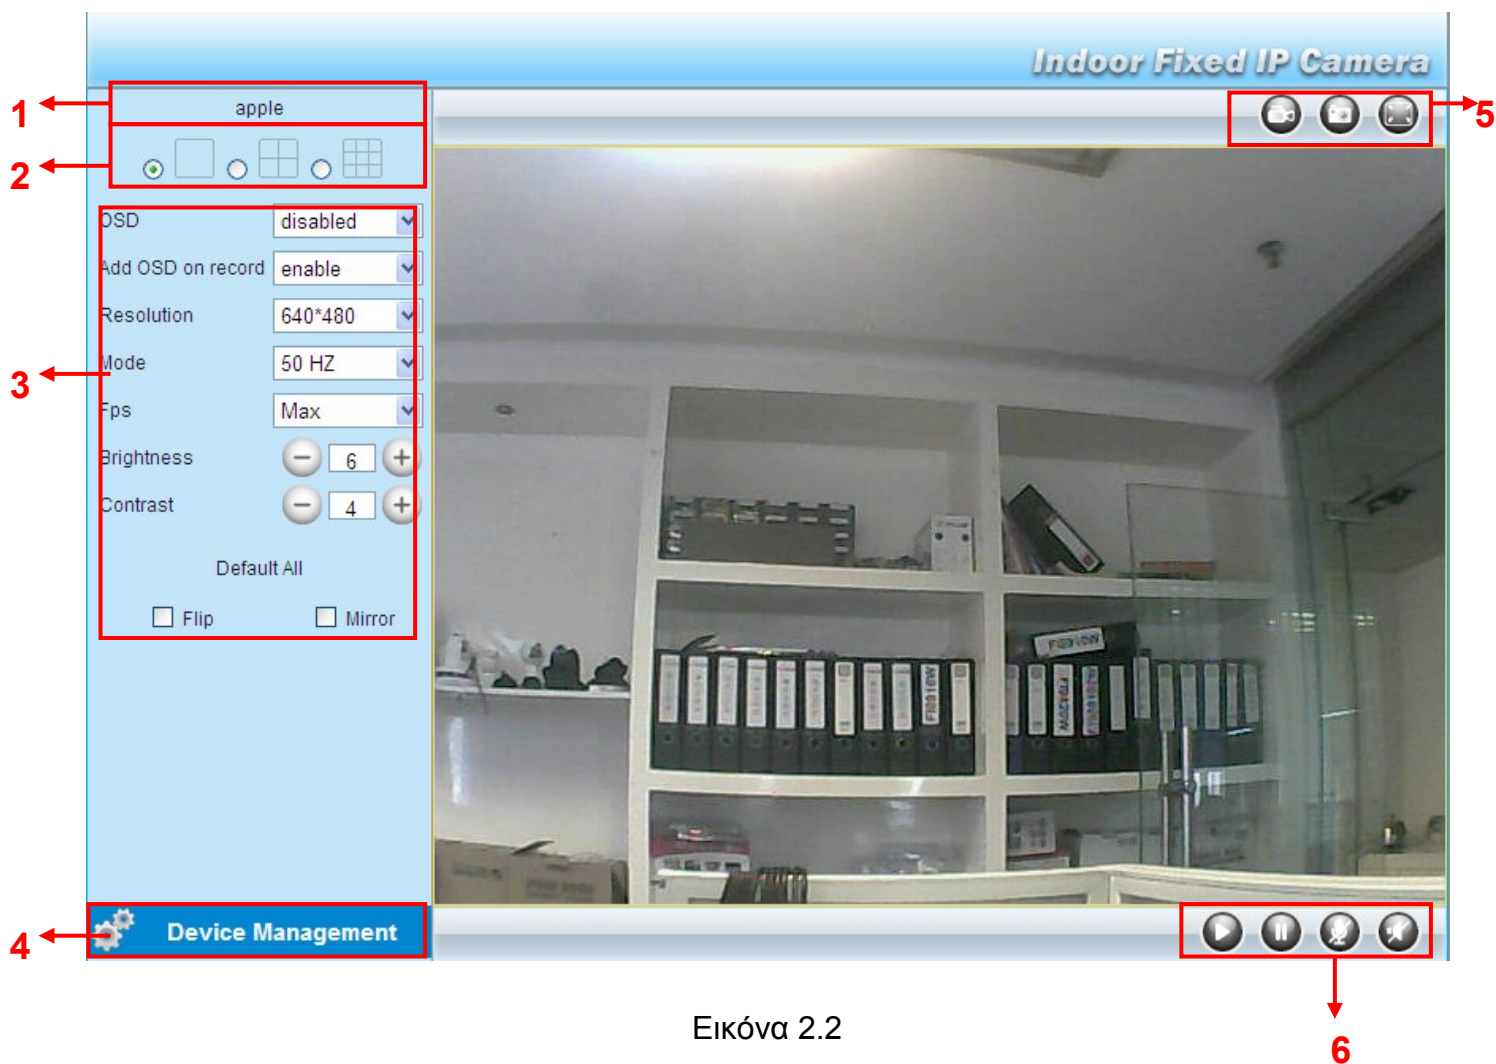 Indoor Fixed IP Camera
1
apple
5
2
OSD disabled
Add OSD on record enable
Resolution 640*480
Mode 50 HZ
3
Fps Max
Brightness 6
Contrast 4
Default All
Flip Mirror
FI8916W
FI8916W
4
Device Management
6
Εικόνα 2.2